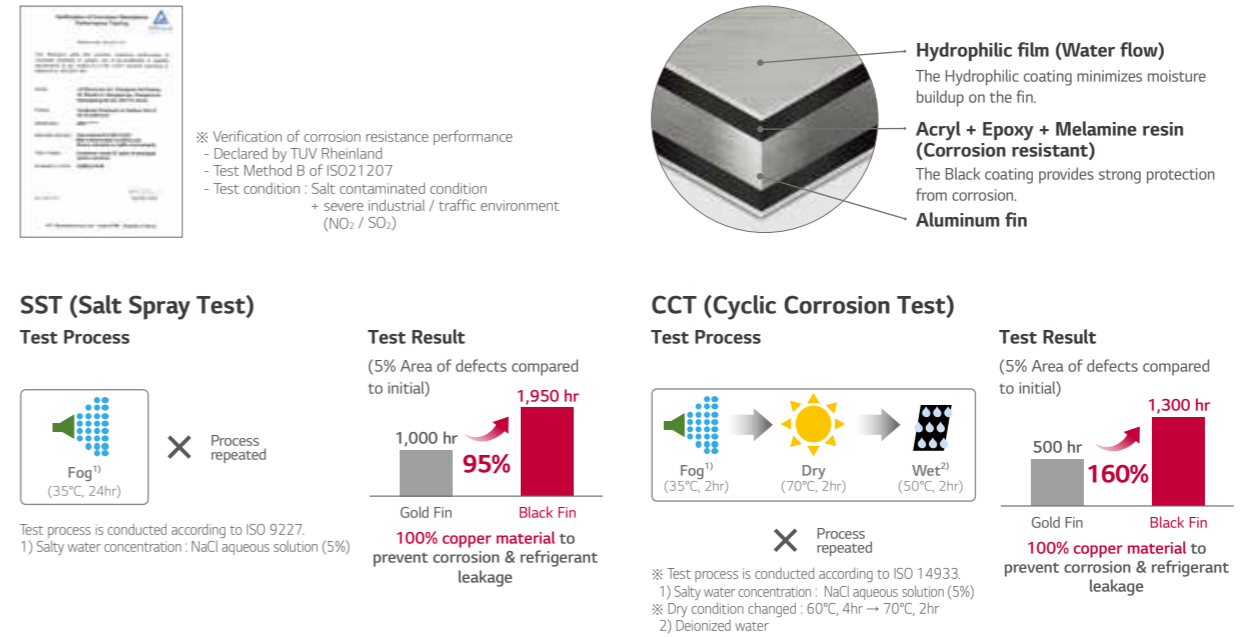 Verification of Corrosion Resistance
Performance Testing
※ Verification of corrosion resistance performance
- Declared by TUV Rheinland
- Test Method B of ISO21207
- Test condition : Salt contaminated condition
+ severe industrial / traffic environment
(NO₂ / SO₂)
Hydrophilic film (Water flow)
The Hydrophilic coating minimizes moisture
buildup on the fin.
Acryl + Epoxy + Melamine resin
(Corrosion resistant)
The Black coating provides strong protection
from corrosion.
Aluminum fin
SST (Salt Spray Test)
Test Process
Fog¹⁾
(35℃, 24hr)
Process
repeated
Test process is conducted according to ISO 9227.
1) Salty water concentration : NaCl aqueous solution (5%)
Test Result
(5% Area of defects compared
to initial)
1,000 hr
95%
1,950 hr
Gold Fin
Black Fin
100% copper material to
prevent corrosion & refrigerant
leakage
CCT (Cyclic Corrosion Test)
Test Process
Fog¹⁾
(35℃, 2hr)
Dry
(70℃, 2hr)
Wet²⁾
(50℃, 2hr)
Process
repeated
※ Test process is conducted according to ISO 14933.
1) Salty water concentration : NaCl aqueous solution (5%)
※ Dry condition changed : 60℃, 4hr → 70℃, 2hr
2) Deionized water
Test Result
(5% Area of defects compared
to initial)
500 hr
160%
1,300 hr
Gold Fin
Black Fin
100% copper material to
prevent corrosion & refrigerant
leakage